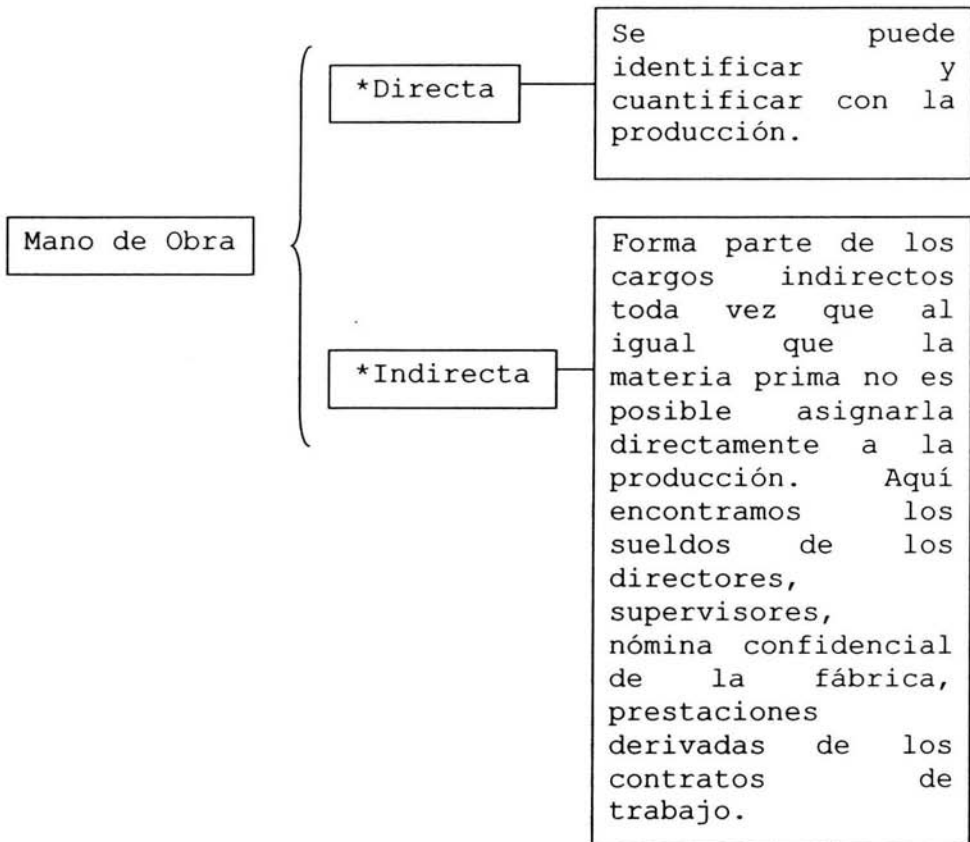 Mano de Obra
*Directa
Se puede
identificar y
cuantificar con la
producción.
*Indirecta
Forma parte de los
cargos indirectos
toda vez que al
igual que la
materia prima no es
posible asignarla
directamente a la
producción. Aquí
encontramos los
sueldos de los
directores,
supervisores,
nómina confidencial
de la fábrica,
prestaciones
derivadas de los
contratos de
trabajo.